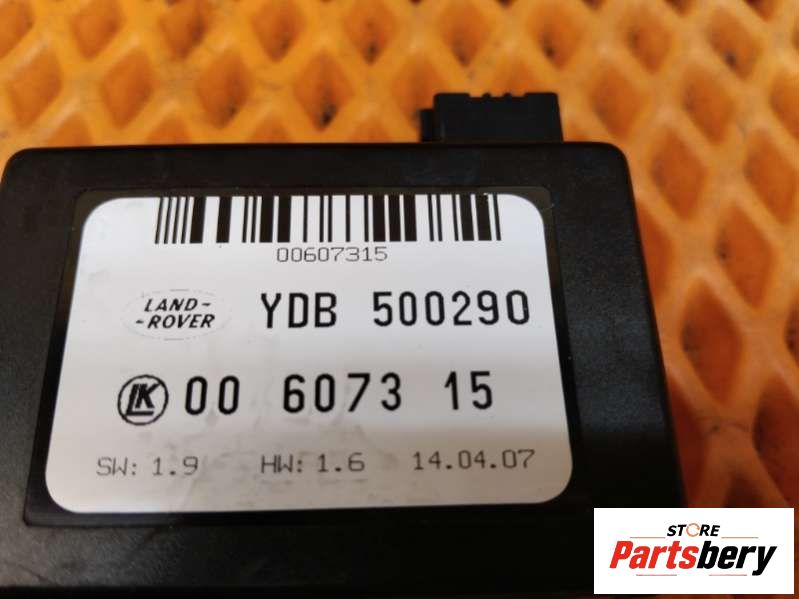 00607315
LAND-
-ROVER
YDB 500290
LK 00 6073 15
SW: 1.9 HW: 1.6 14.04.07
STORE
Partsbery